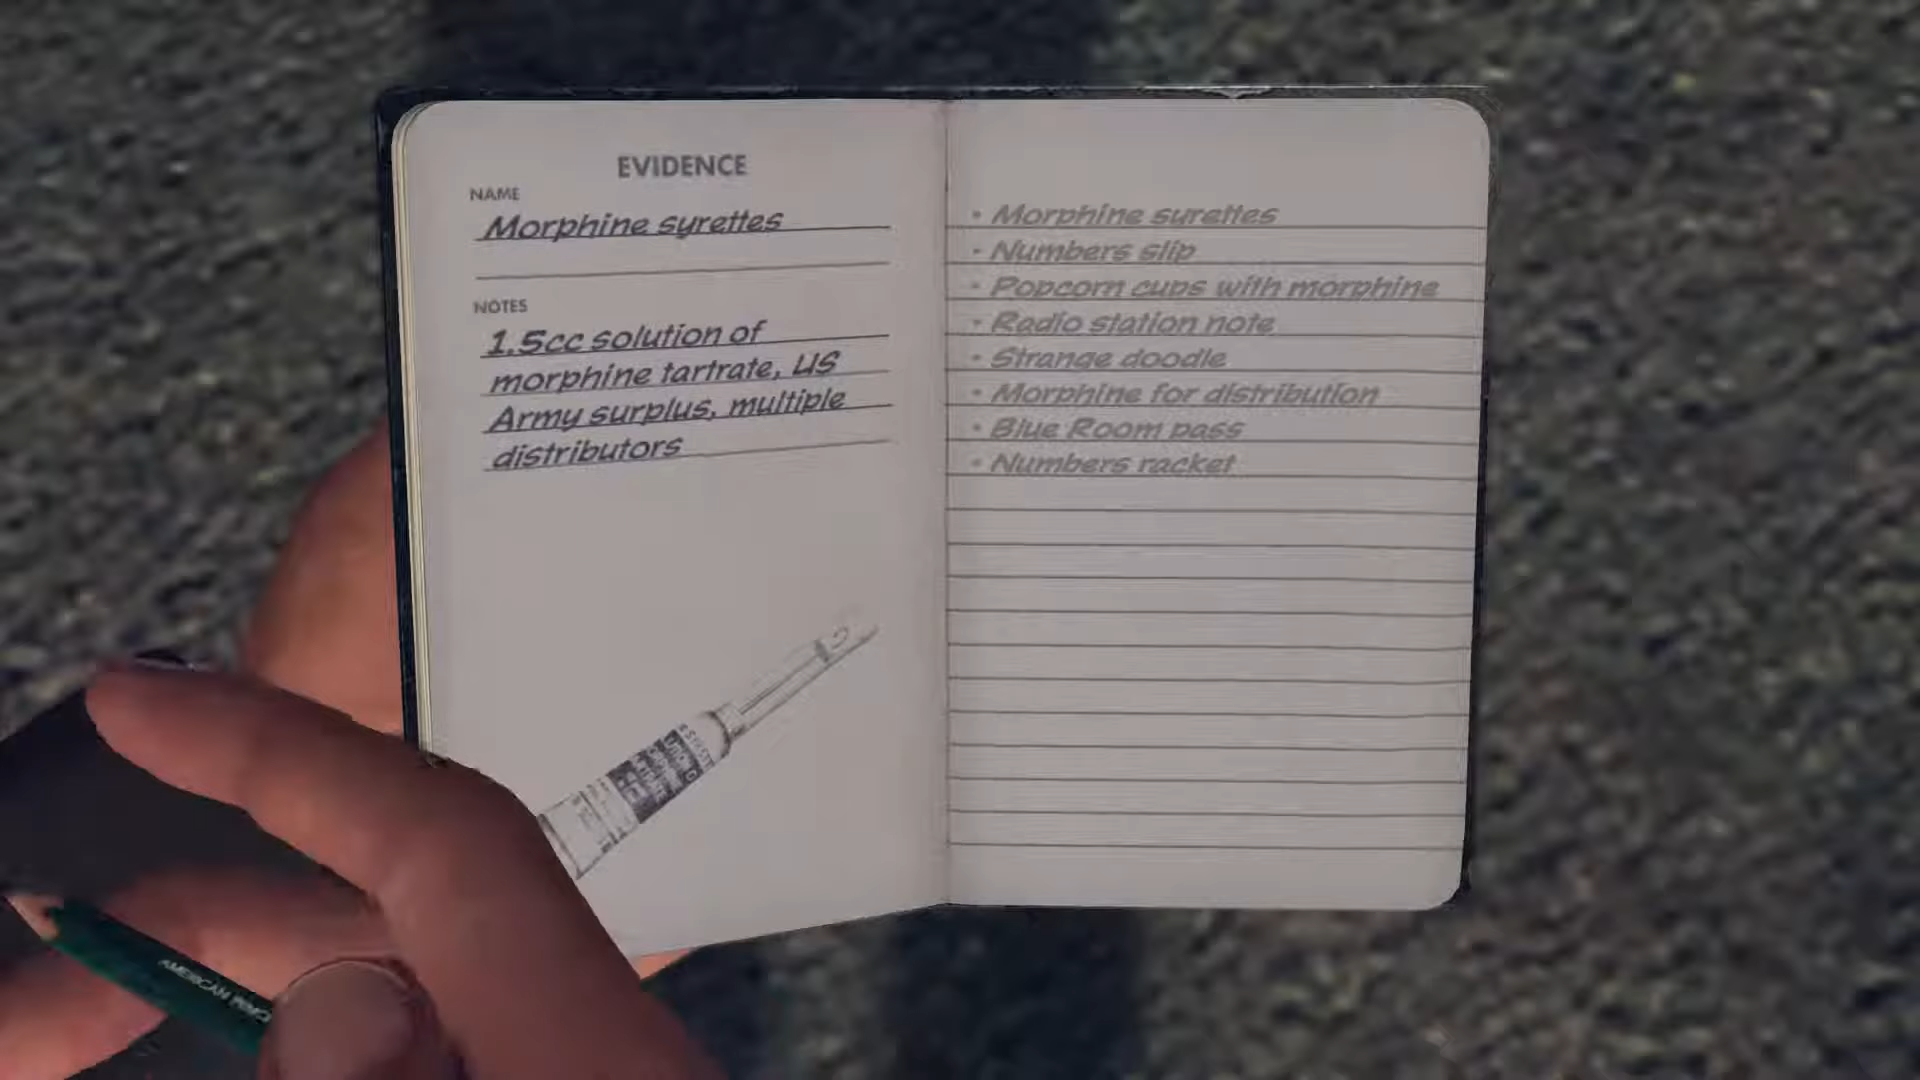 EVIDENCE
NAME
Morphine syrettes
NOTES
1.5cc solution of
morphine tartrate, US
Army surplus, multiple
distributors
• Morphine syrettes
• Numbers slip
• Popcorn cups with morphine
• Radio station note
• Strange doodle
• Morphine for distribution
• Blue Room pass
• Numbers racket
AMERICAN